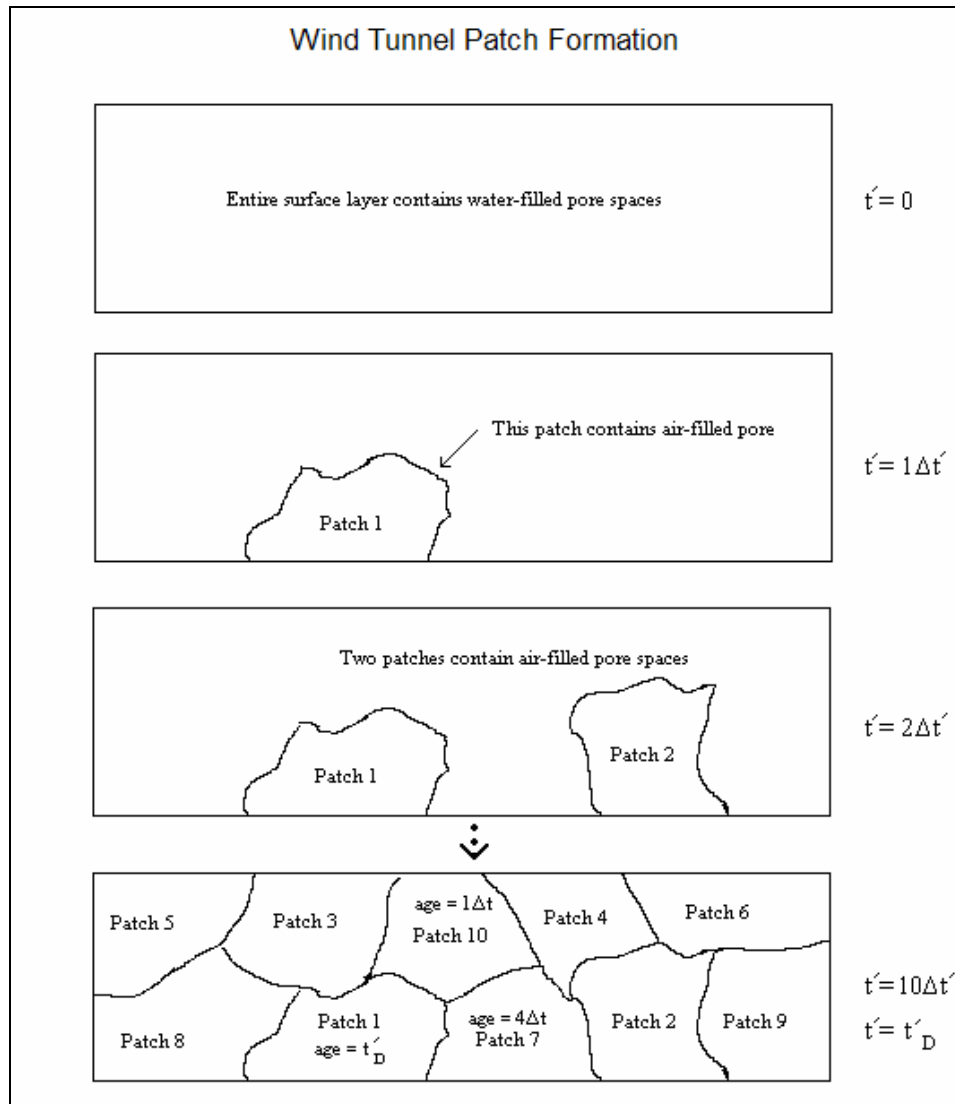 Wind Tunnel Patch Formation
Entire surface layer contains water-filled pore spaces
t′= 0
This patch contains air-filled pore
Patch 1
t′= 1Δt′
Two patches contain air-filled pore spaces
Patch 1
Patch 2
t′= 2Δt′
Patch 5
Patch 3
age = 1Δt
Patch 10
Patch 4
Patch 6
Patch 8
Patch 1
age = t′D
age = 4Δt
Patch 7
Patch 2
Patch 9
t′= 10Δt′
t′= t′D